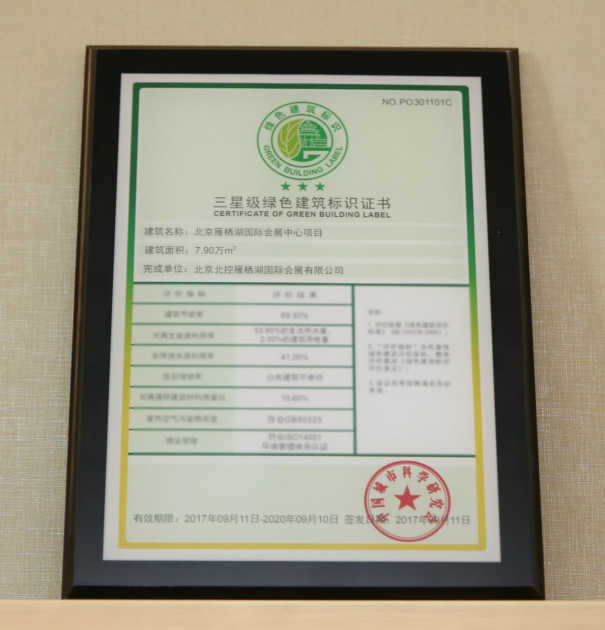 NO.PO301101C
绿色建筑标识
GREEN BUILDING LABEL
三星级绿色建筑标识证书
CERTIFICATE OF GREEN BUILDING LABEL
建筑名称：北京雁栖湖国际会展中心项目
建筑面积：7.90万m²
完成单位：北京北控雁栖湖国际会展有限公司
评价指标 评价结果
建筑节能率 69.30%
可再生能源利用率 53.90%的生活热水量、
2.00%的建筑用电量
非传统水源利用率 41.00%
住区绿地率 公共建筑不参评
可再循环建筑材料用量比 10.60%
室内空气污染物浓度 符合GB50325
物业管理 符合ISO14001
环境管理体系认证
说明：
城市科学研究会
有效期限：2017年09月11日-2020年09月10日 签发日期：2017年09月11日